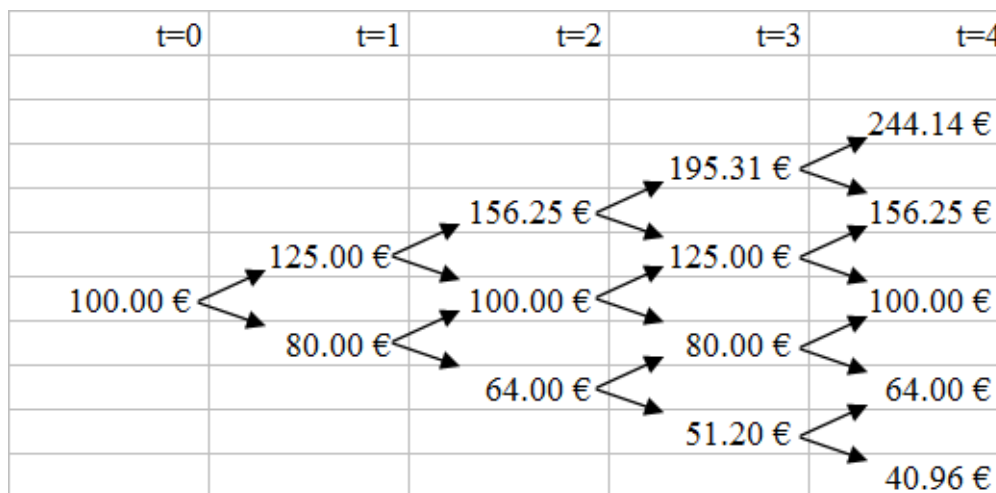 t=0 t=1 t=2 t=3 t=4
244.14 €
195.31 €
156.25 € 156.25 €
125.00 € 125.00 €
100.00 € 100.00 € 100.00 €
80.00 € 80.00 €
64.00 € 64.00 €
51.20 €
40.96 €